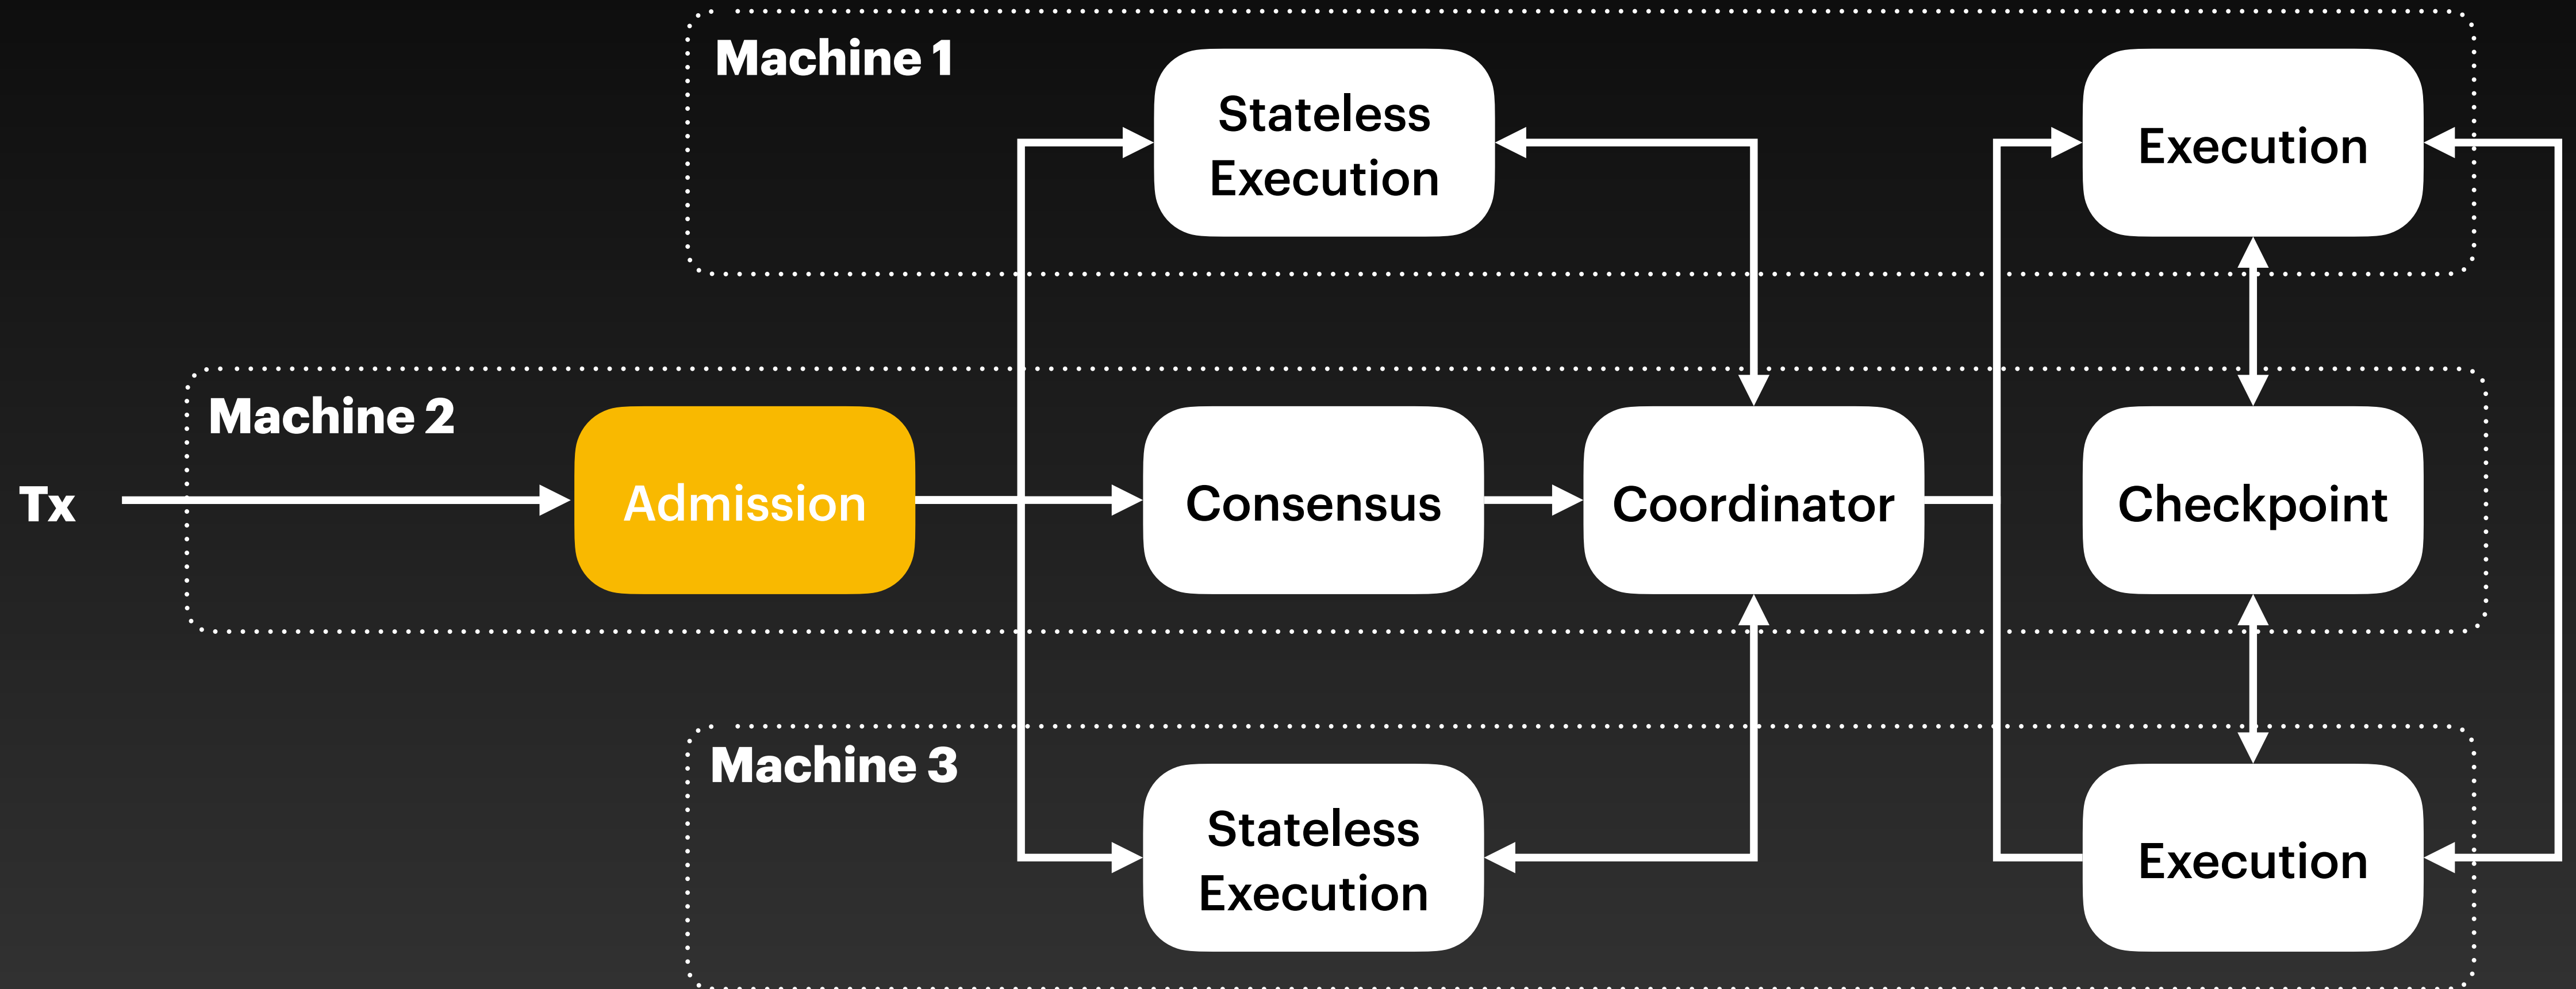 Machine 1
Stateless
Execution
Execution
Machine 2
Tx
Admission
Consensus
Coordinator
Checkpoint
Machine 3
Stateless
Execution
Execution